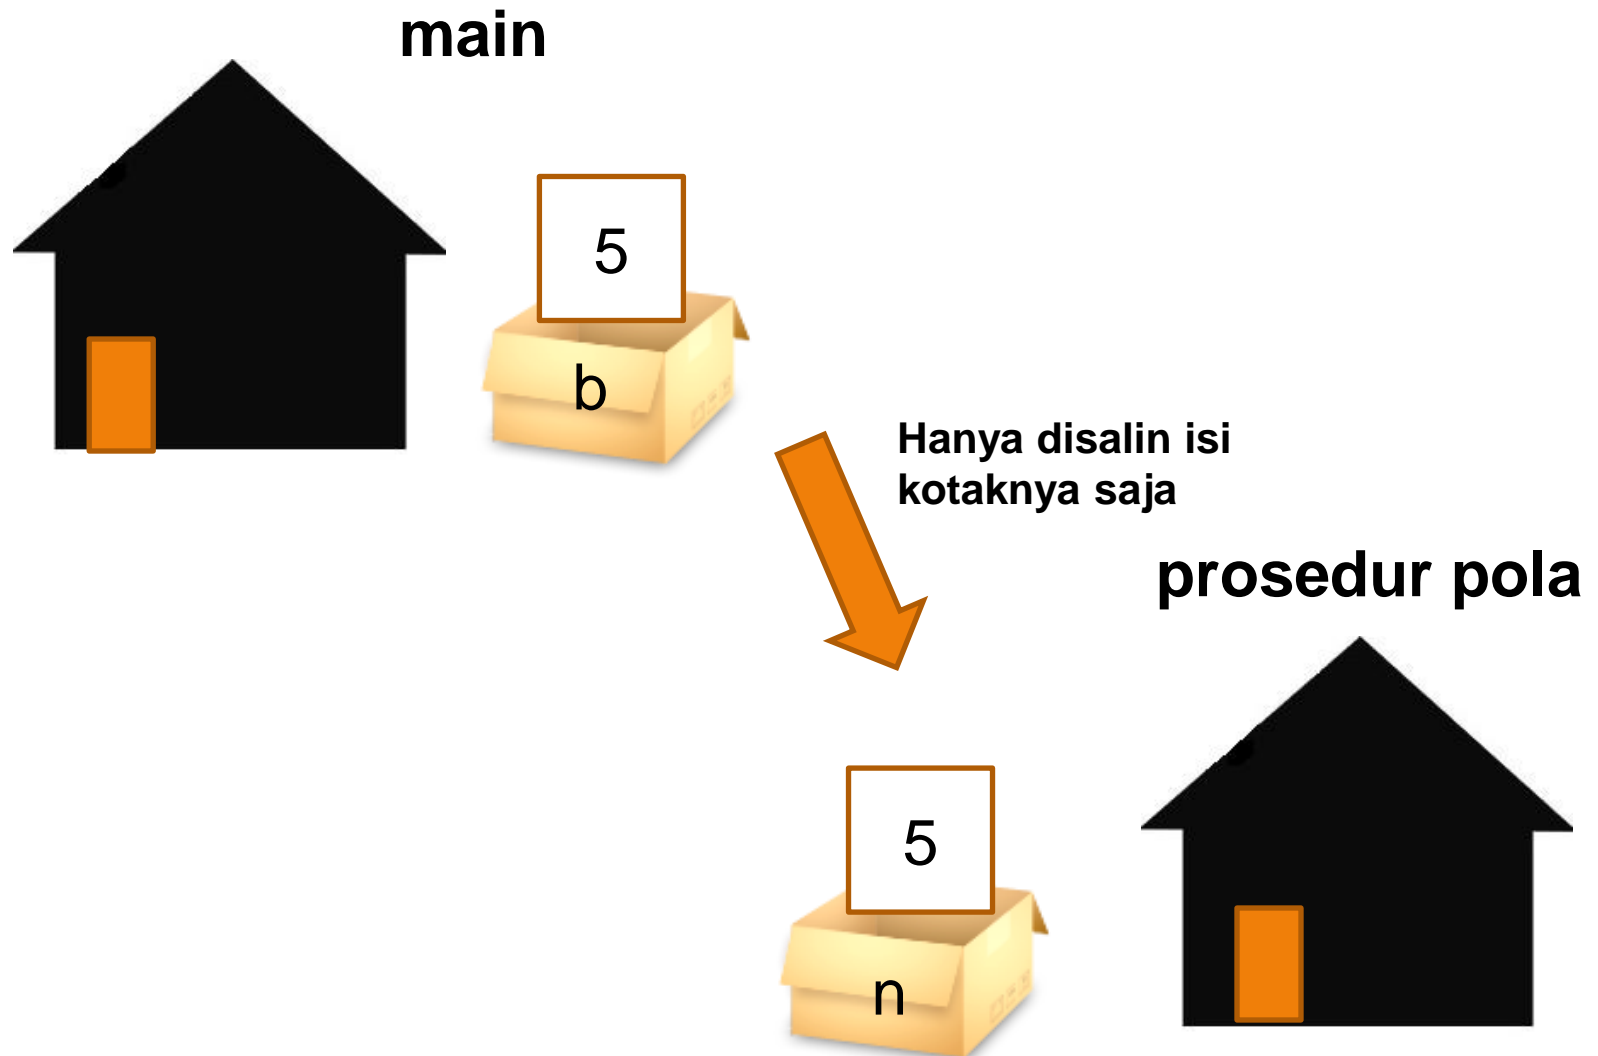 main
5
b
Hanya disalin isi
kotaknya saja
prosedur pola
5
n